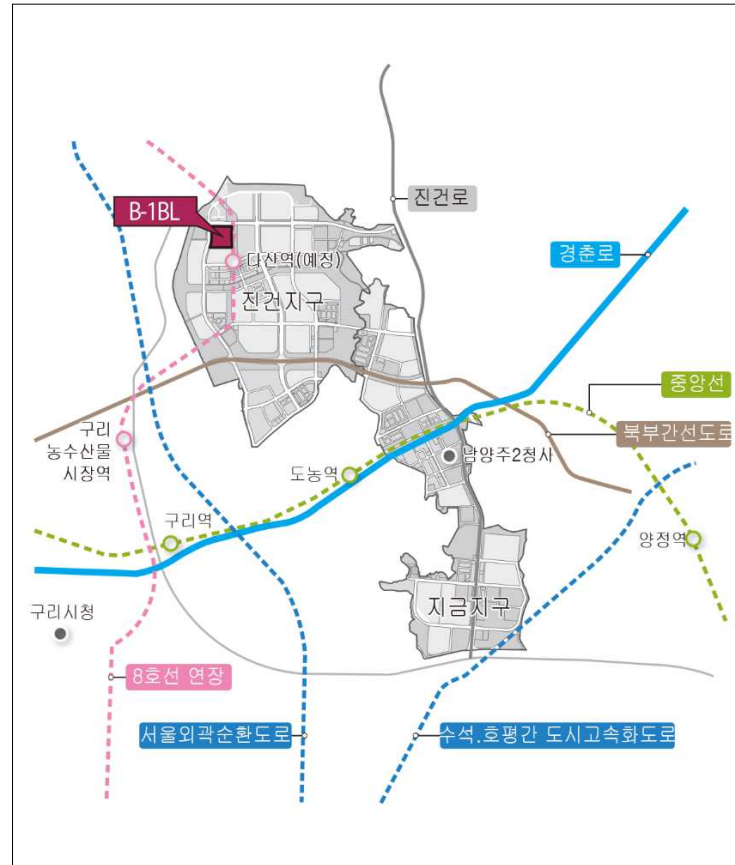 진건로
B-1BL
경춘로
다산역(예정)
진건지구
중앙선
구리
농수산물
시장역
북부간선도로
남양주2청사
도농역
구리역
양정역
구리시청
지금지구
8호선 연장
서울외곽순환도로
수석.호평간 도시고속화도로